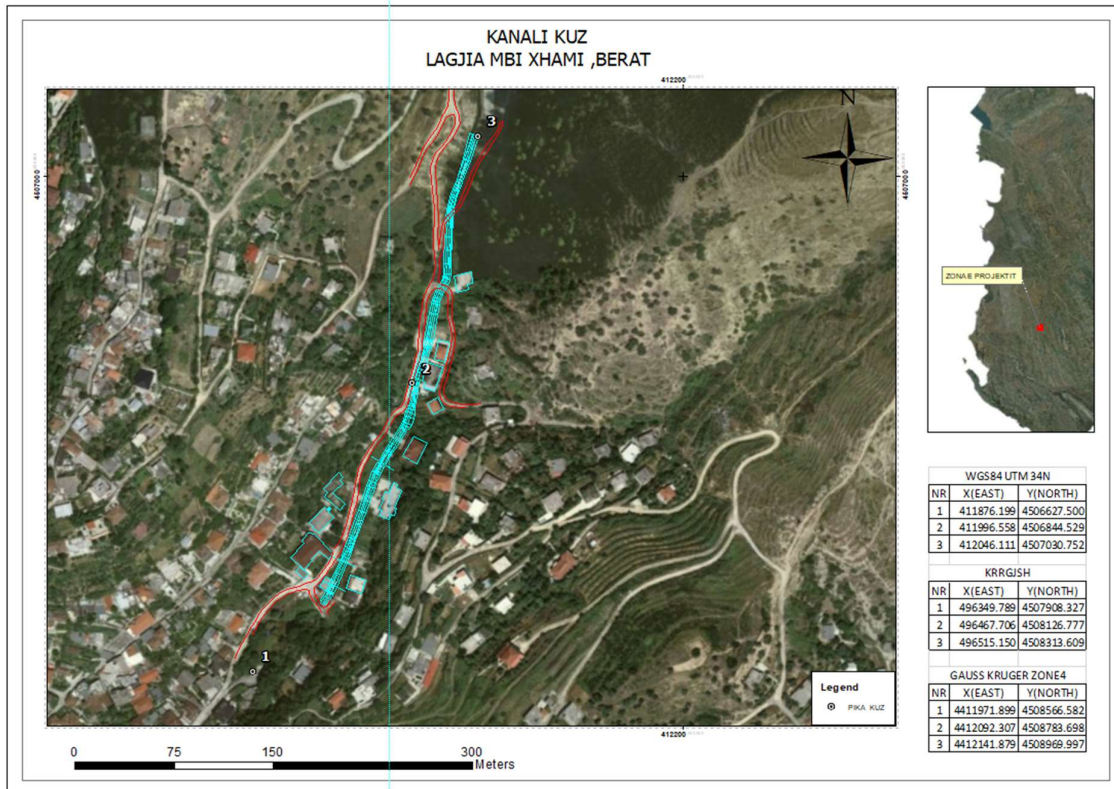 KANALI KUZ
LAGJIA MBI XHAMI ,BERAT
412200
4507000
4507000
N
3
2
1
ZONA E PROJEKTIT
Legend
PIKA KUZ
412200
0 75 150 300
Meters
WGS84 UTM 34N
NR X(EAST) Y(NORTH)
1 411876.199 4506627.500
2 411996.558 4506844.529
3 412046.111 4507030.752
KRRGJSH
NR X(EAST) Y(NORTH)
1 496349.789 4507908.327
2 496467.706 4508126.777
3 496515.150 4508313.609
GAUSS KRUGER ZONE4
NR X(EAST) Y(NORTH)
1 4411971.899 4508566.582
2 4412092.307 4508783.698
3 4412141.879 4508969.997